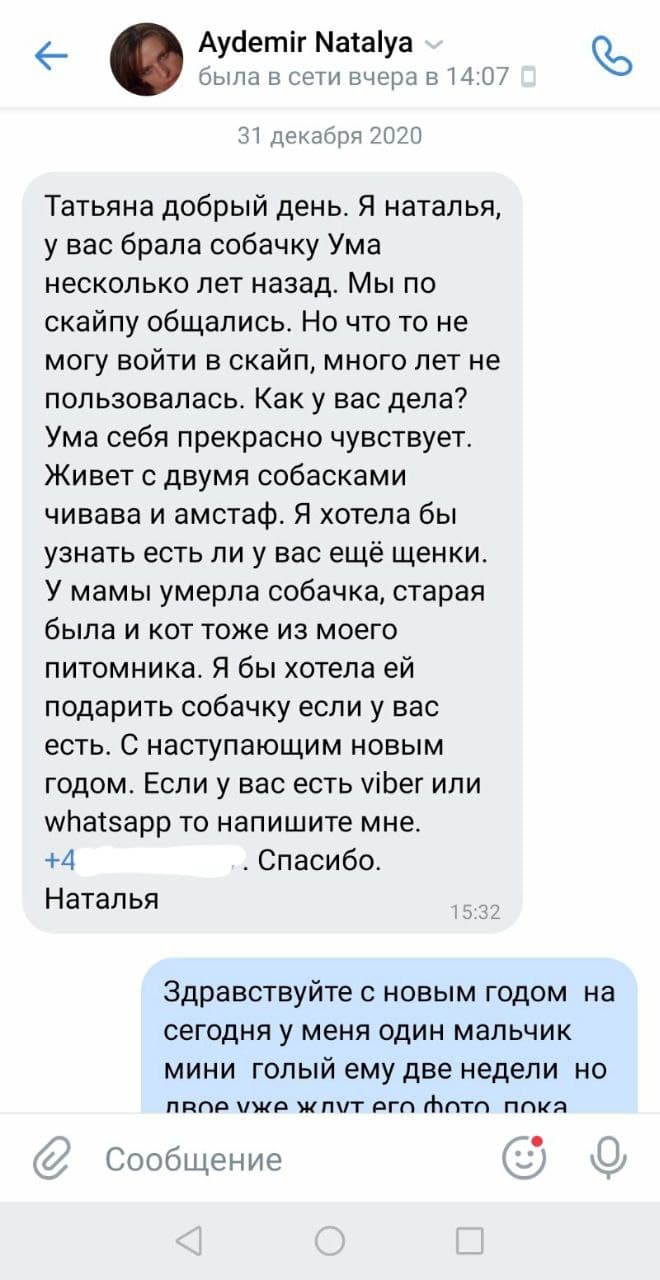 Aydemir Natalya
была в сети вчера в 14:07
31 декабря 2020
Татьяна добрый день. Я наталья,
у вас брала собачку Ума
несколько лет назад. Мы по
скайпу общались. Но что то не
могу войти в скайп, много лет не
пользовалась. Как у вас дела?
Ума себя прекрасно чувствует.
Живет с двумя собасками
чивава и амстаф. Я хотела бы
узнать есть ли у вас ещё щенки.
У мамы умерла собачка, старая
была и кот тоже из моего
питомника. Я бы хотела ей
подарить собачку если у вас
есть. С наступающим новым
годом. Если у вас есть viber или
whatsapp то напишите мне.
+4 . Спасибо.
Наталья
15:32
Здравствуйте с новым годом на
сегодня у меня один мальчик
мини голый ему две недели но
двое уже ждут его фото пока
Сообщение